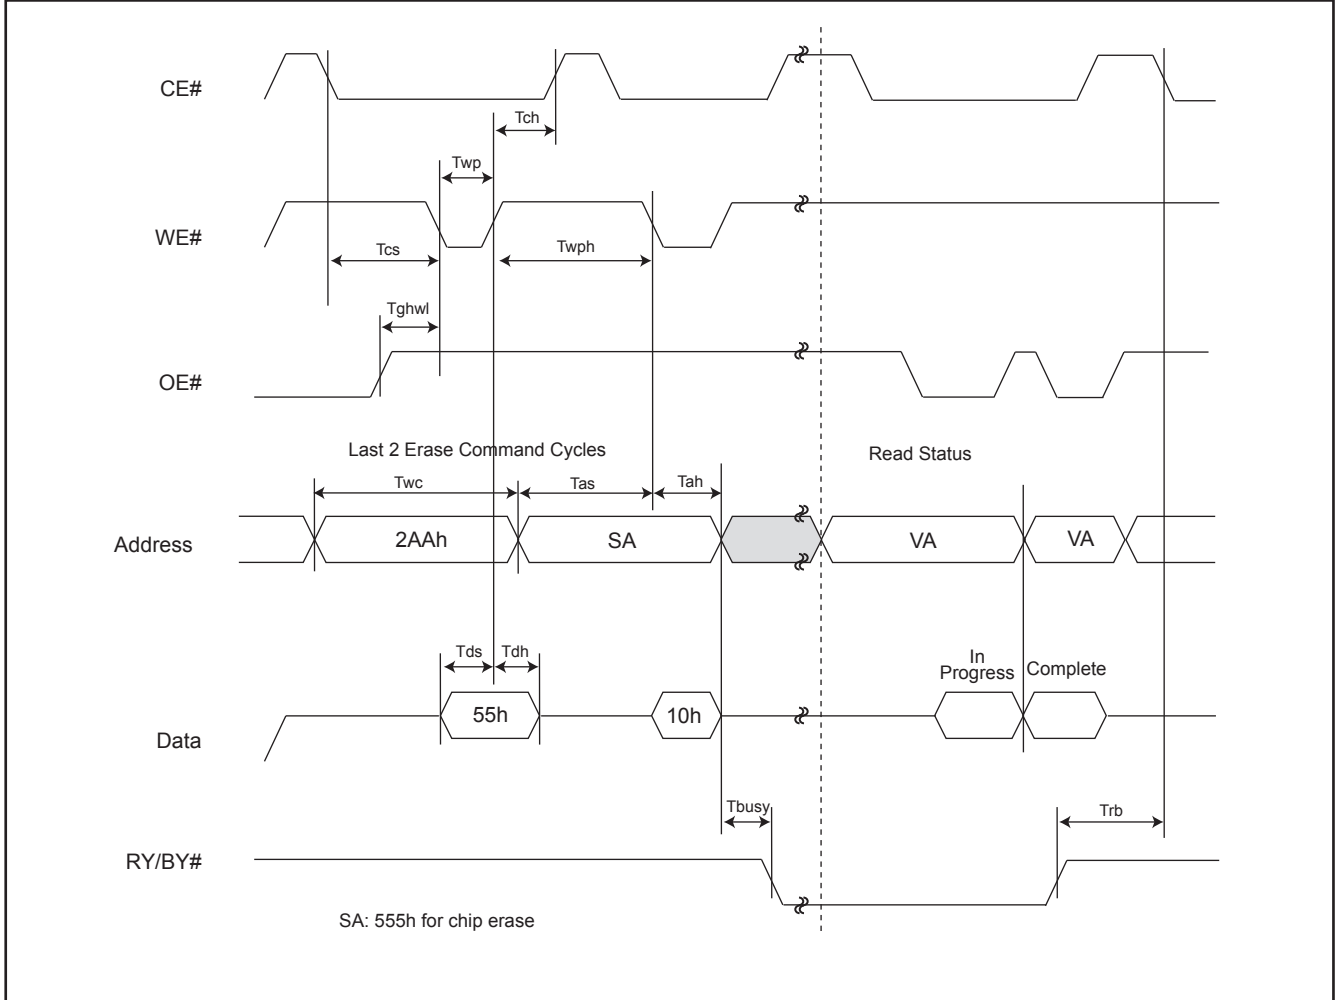 CE#
Tch
Twp
WE#
Tcs
Twph
Tghwl
OE#
Last 2 Erase Command Cycles
Read Status
Twc
Tas
Tah
Address
2AAh
SA
VA
VA
Tds
Tdh
In
Progress
Complete
55h
10h
Data
Tbusy
Trb
RY/BY#
SA: 555h for chip erase